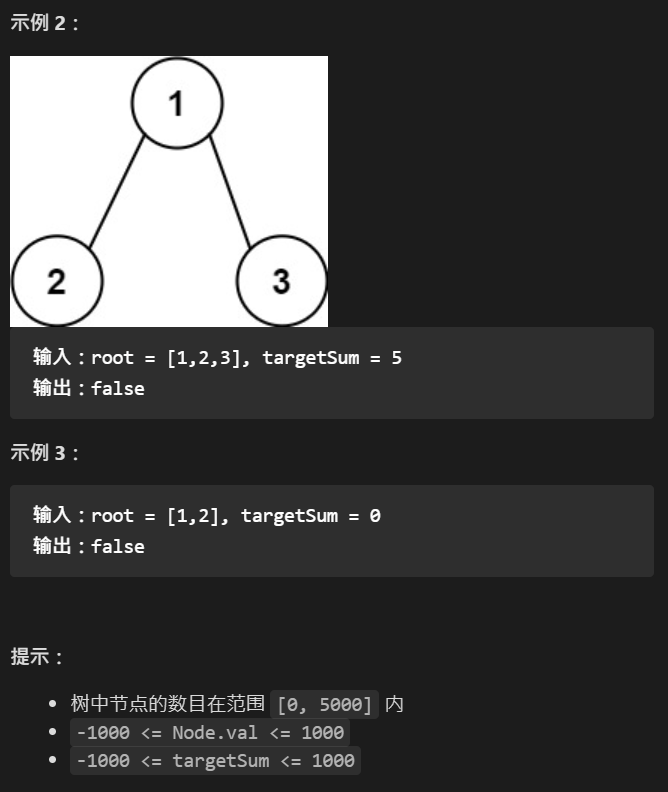 示例 2：
1
2 3
输入：root = [1,2,3], targetSum = 5
输出：false
示例 3：
输入：root = [1,2], targetSum = 0
输出：false
提示：
树中节点的数目在范围 [0, 5000] 内
-1000 <= Node.val <= 1000
-1000 <= targetSum <= 1000